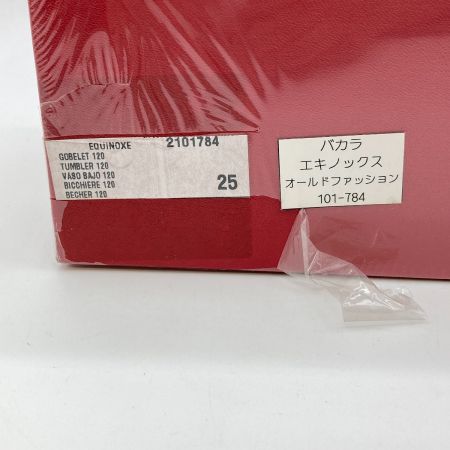 EQUINOXE 2101784
GOBELET 120
TUMBLER 120
VASO BAJO 120
BICCHIERE 120
BECHER 120
25
バカラ
エキノックス
オールドファッション
101-784